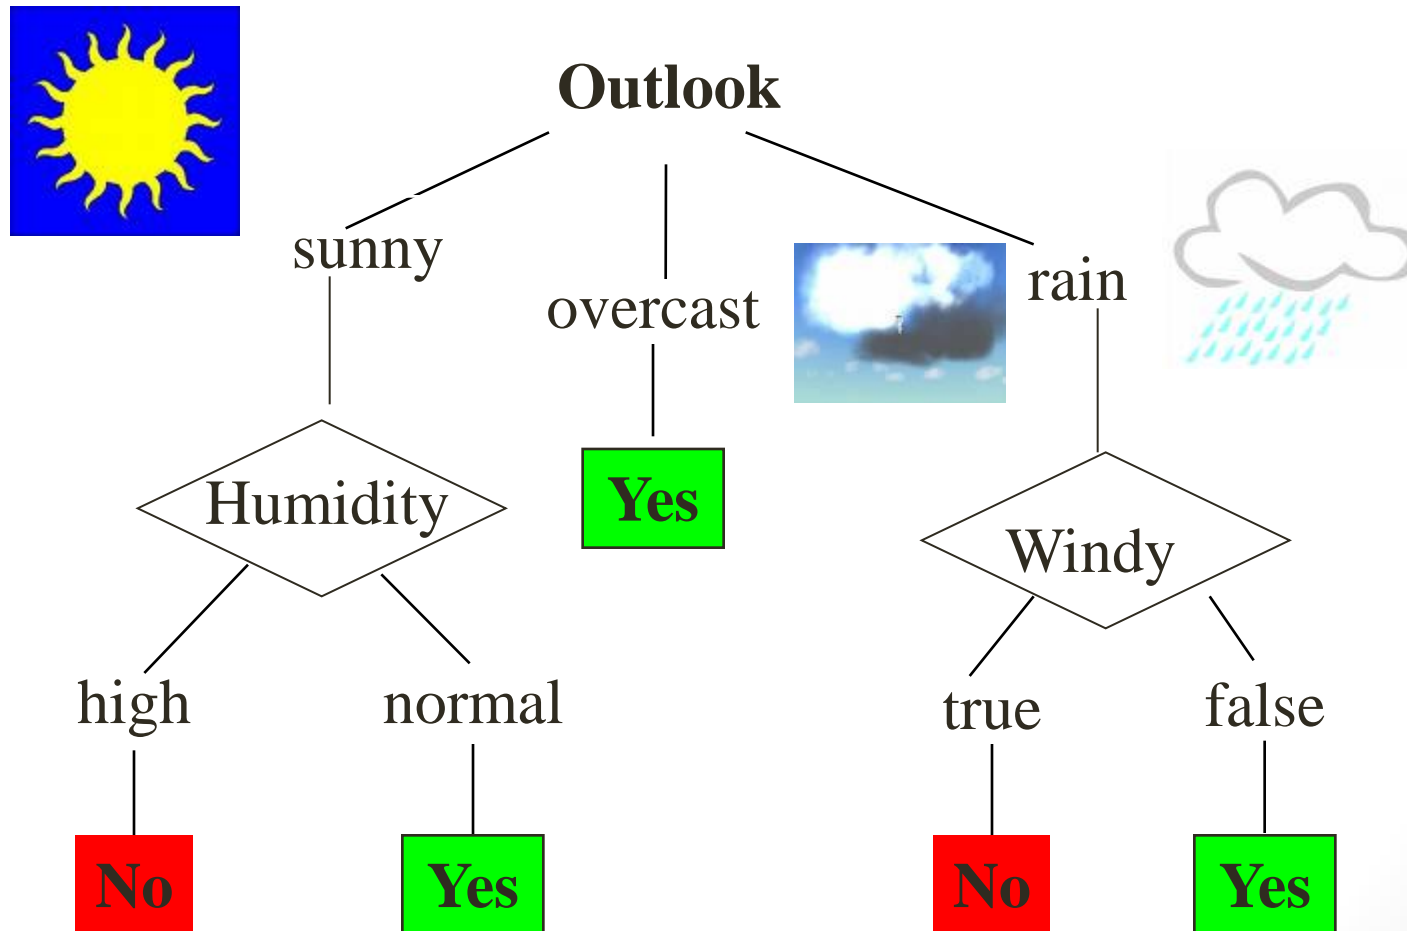 Outlook
sunny
overcast
rain
Humidity
Yes
Windy
high
normal
true
false
No
Yes
No
Yes